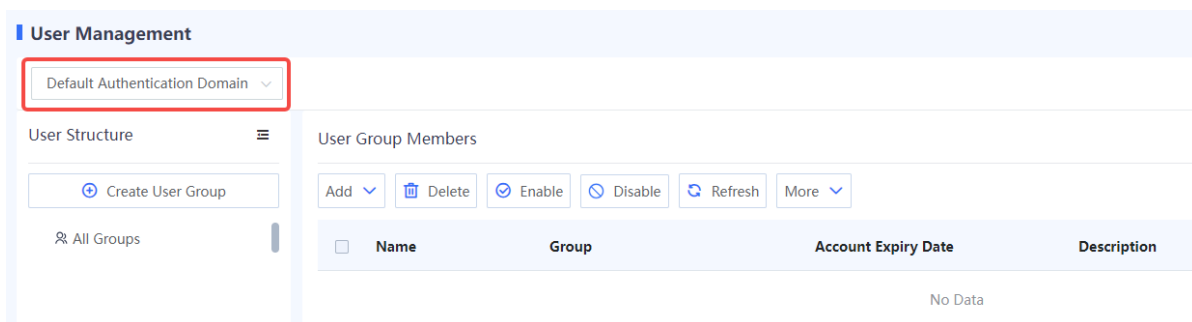 User Management
Default Authentication Domain
User Structure
Create User Group
All Groups
User Group Members
Add Delete Enable Disable Refresh More
Name Group Account Expiry Date Description
No Data